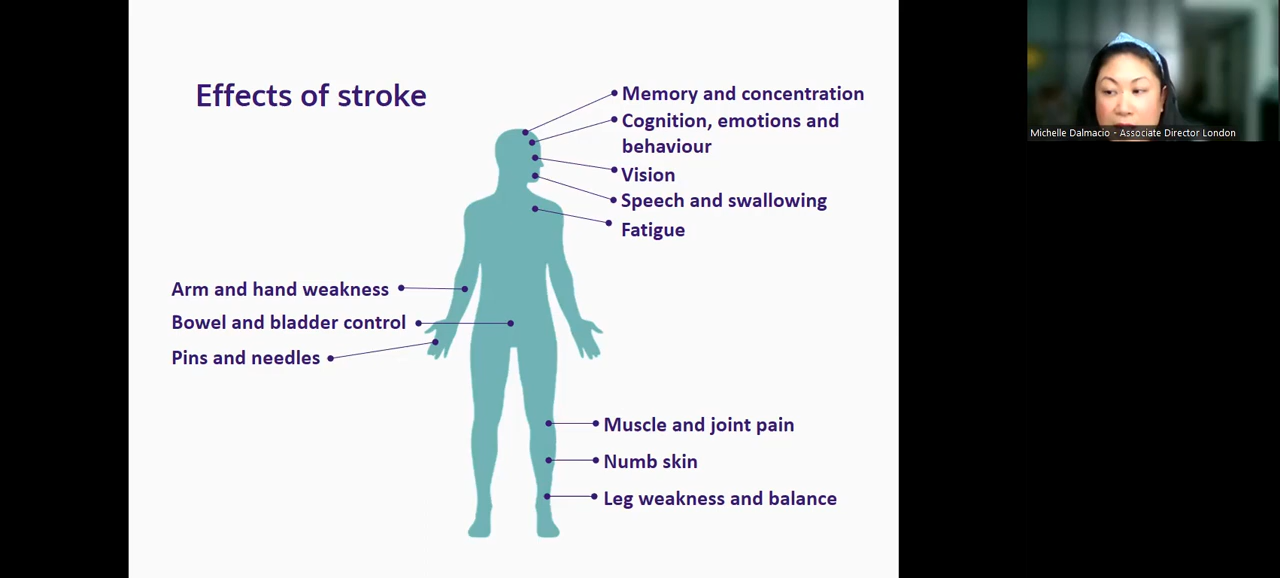 Effects of stroke
Memory and concentration
Cognition, emotions and
behaviour
Vision
Speech and swallowing
Fatigue
Arm and hand weakness
Bowel and bladder control
Pins and needles
Muscle and joint pain
Numb skin
Leg weakness and balance
Michelle Dalmacio - Associate Director London